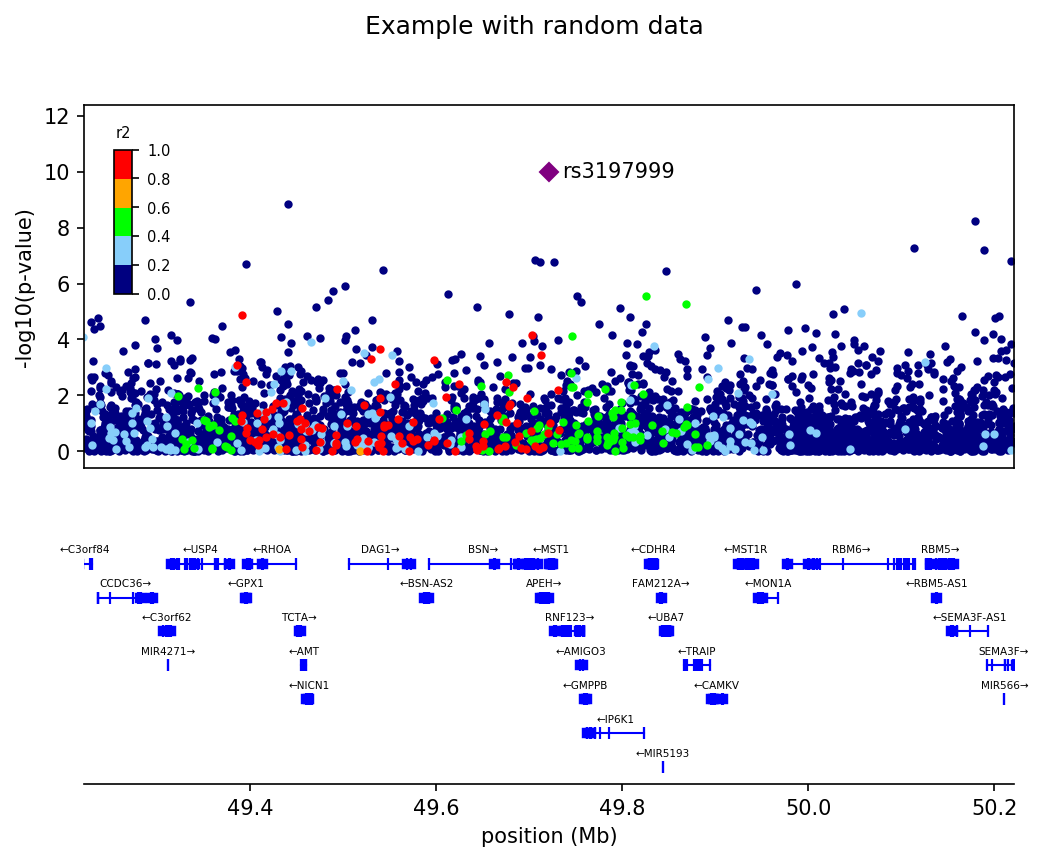 Example with random data
12
10
8
6
4
2
0
-log10(p-value)
r2
1.0
0.8
0.6
0.4
0.2
0.0
rs3197999
←C3orf84 ←USP4 ←RHOA DAG1→ BSN→ ←MST1 ←CDHR4 ←MST1R RBM6→ RBM5→
CCDC36→ ←GPX1 ←BSN-AS2 APEH→ FAM212A→ ←MON1A ←RBM5-AS1
←C3orf62 TCTA→ RNF123→ ←UBA7 ←SEMA3F-AS1
MIR4271→ ←AMT ←AMIGO3 ←TRAIP SEMA3F→
←NICN1 ←GMPPB ←CAMKV MIR566→
←IP6K1
←MIR5193
49.4 49.6 49.8 50.0 50.2
position (Mb)